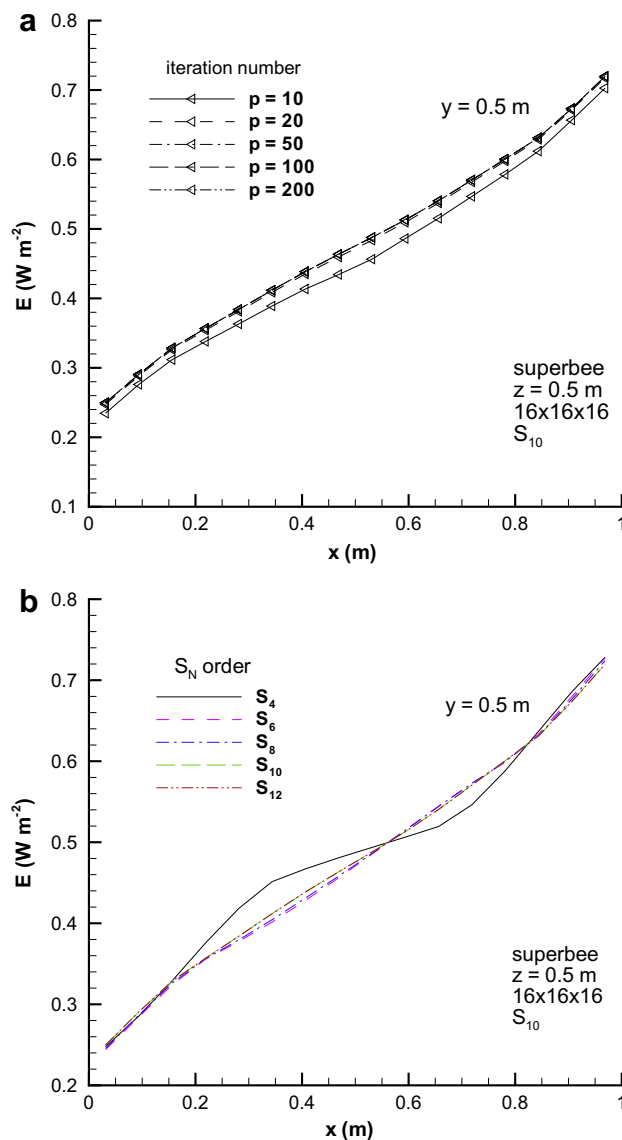 a
0.8
0.7
0.6
0.5
0.4
0.3
0.2
0.1
E (W m⁻²)
iteration number
p = 10
p = 20
p = 50
p = 100
p = 200
y = 0.5 m
superbee
z = 0.5 m
16x16x16
S₁₀
0 0.2 0.4 0.6 0.8 1
x (m)
b
0.8
0.7
0.6
0.5
0.4
0.3
0.2
E (W m⁻²)
S_N order
S₄
S₆
S₈
S₁₀
S₁₂
y = 0.5 m
superbee
z = 0.5 m
16x16x16
S₁₀
0 0.2 0.4 0.6 0.8 1
x (m)